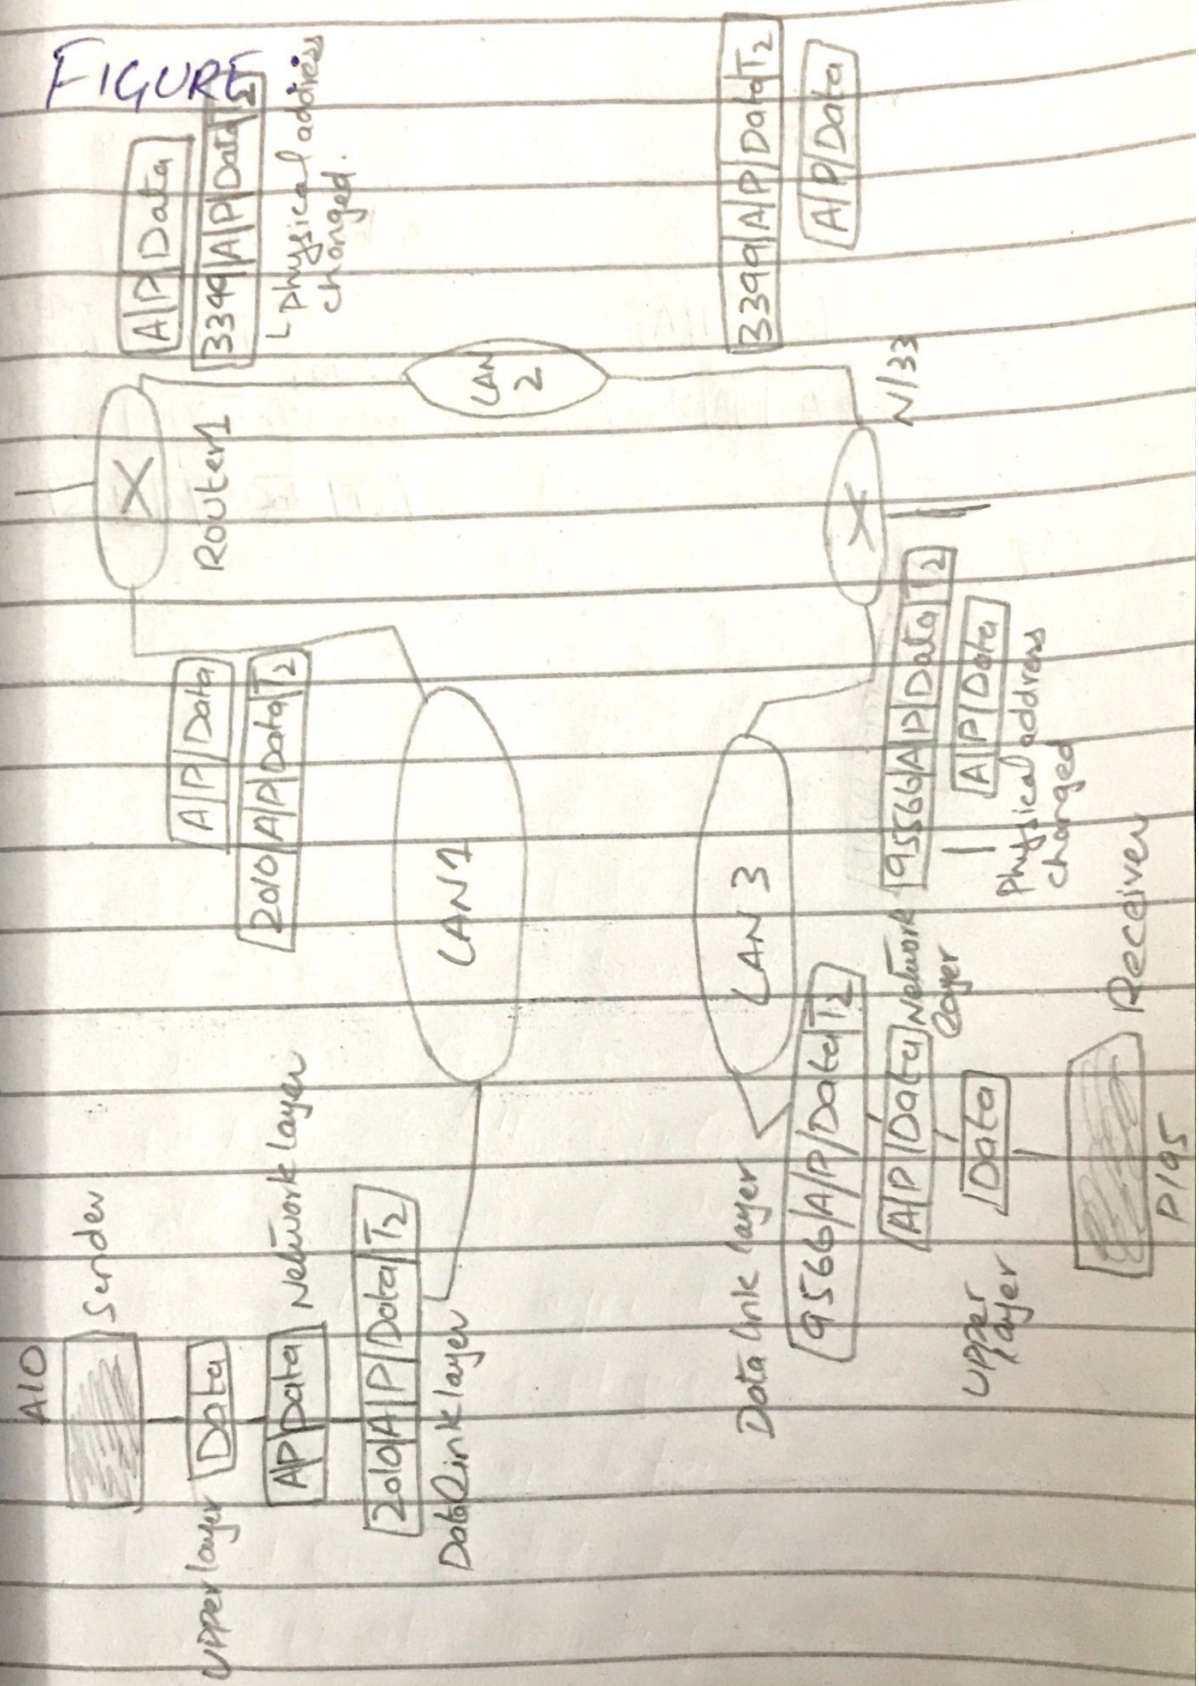 FIGURE
A10
Sender
Upper layer
Data
A|P|Data
Network layer
2010|A|P|Data|T2
Data link layer
A|P|Data
2010|A|P|Data|T2
LAN 1
X
Router1
A|P|Data
3399|A|P|Data|T2
Physical address
changed.
LAN
2
3399|A|P|Data|T2
A|P|Data
N/33
X
9566|A|P|Data|T2
A|P|Data
Physical address
changed
LAN 3
Data link layer
9566|A|P|Data|T2
A|P|Data
Network
layer
Upper
layer
Data
Receiver
P/95